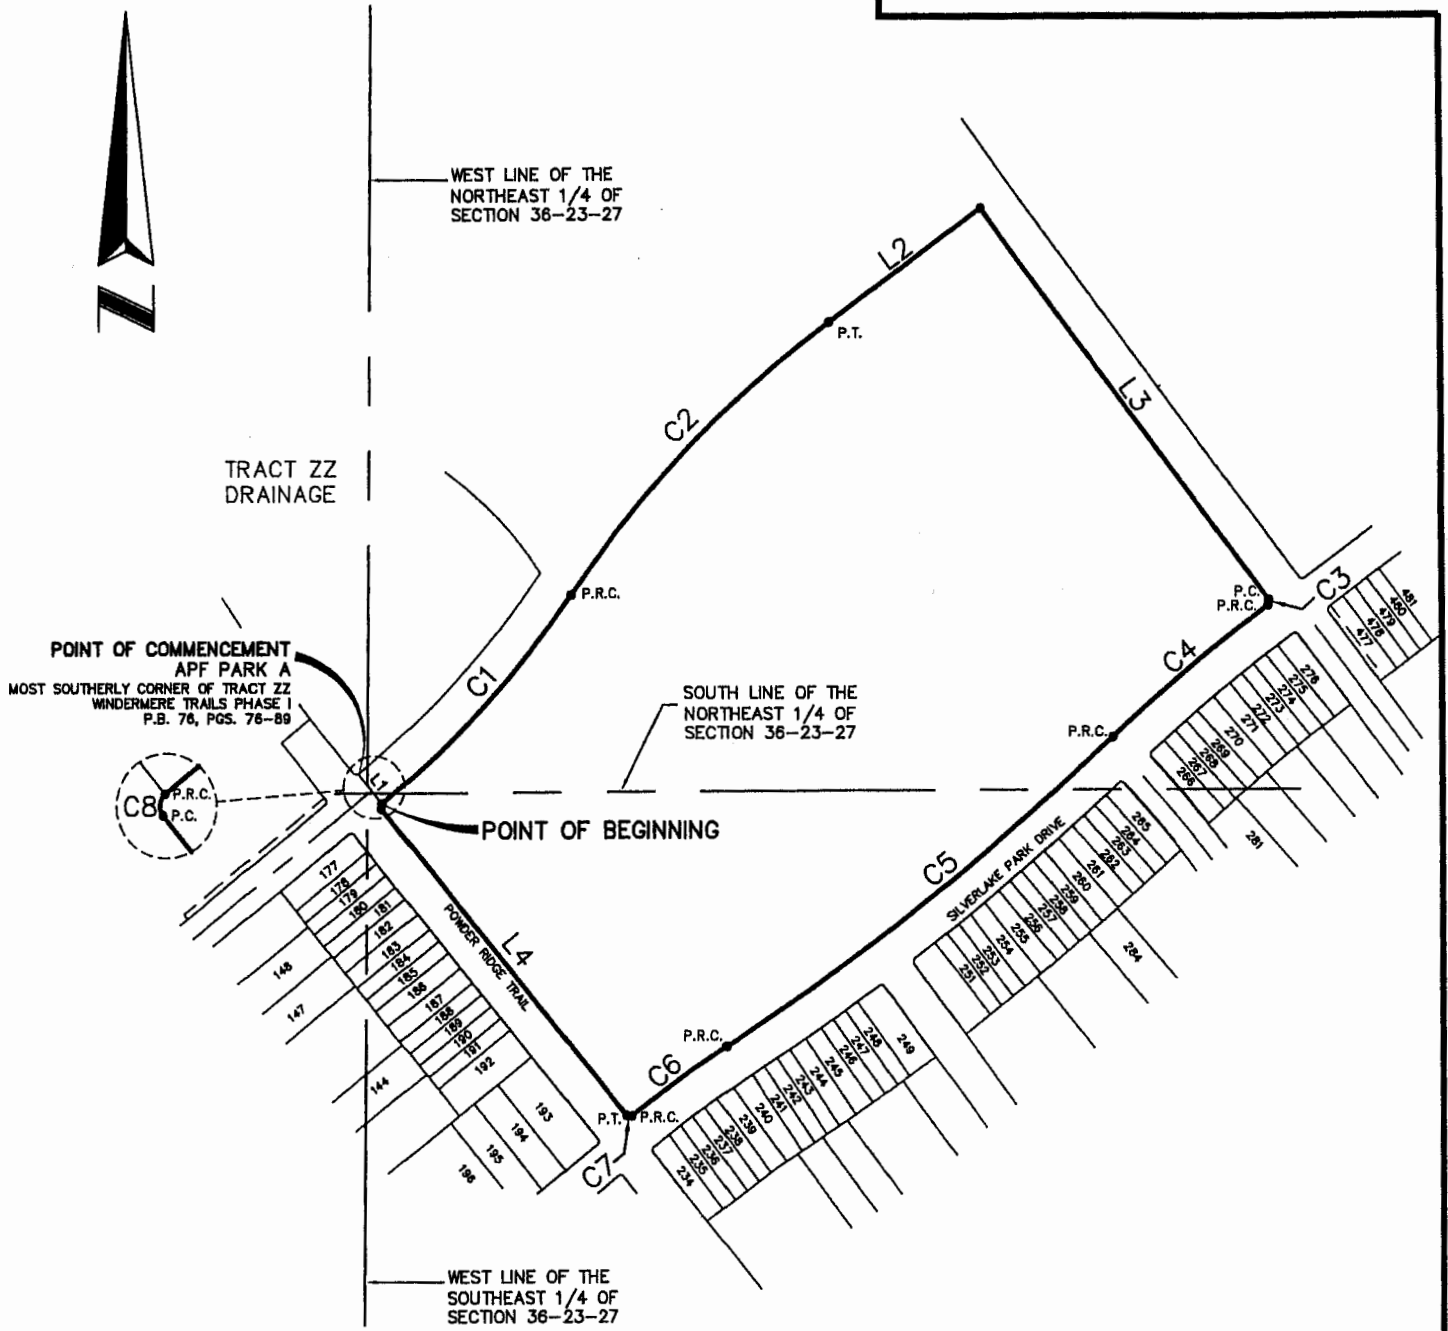 WEST LINE OF THE
NORTHEAST 1/4 OF
SECTION 36-23-27
L2
P.T.
L3
C2
TRACT ZZ
DRAINAGE
P.R.C.
C1
P.C.
P.R.C.
C3
C4
POINT OF COMMENCEMENT
APF PARK A
MOST SOUTHERLY CORNER OF TRACT ZZ
WINDERMERE TRAILS PHASE I
P.B. 76, PGS. 76-89
SOUTH LINE OF THE
NORTHEAST 1/4 OF
SECTION 36-23-27
P.R.C.
L1
C8
P.R.C.
P.C.
POINT OF BEGINNING
C5
SILVERLAKE PARK DRIVE
POWDER RIDGE TRAIL
L4
P.R.C.
C6
P.T.
P.R.C.
C7
177
178
179
180
181
182
183
184
185
186
187
188
189
190
191
192
193
194
195
196
148
147
144
234
235
236
237
238
239
240
241
242
243
244
245
246
247
248
249
251
252
253
254
255
256
257
258
259
260
261
262
263
264
265
266
267
268
269
270
271
272
273
274
275
276
477
478
479
480
481
281
284
WEST LINE OF THE
SOUTHEAST 1/4 OF
SECTION 36-23-27
N